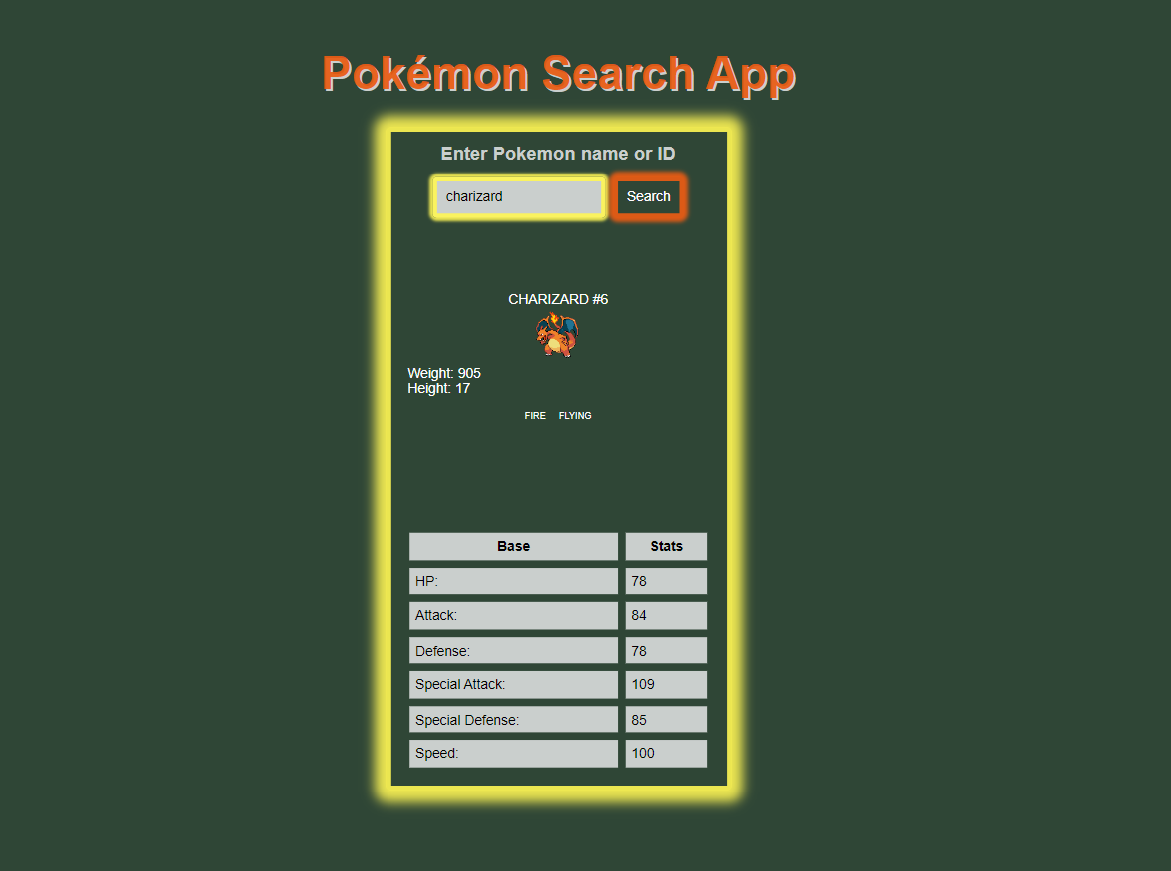 Pokémon Search App
Enter Pokemon name or ID
charizard Search
CHARIZARD #6
Weight: 905
Height: 17
FIRE FLYING
Base Stats
HP: 78
Attack: 84
Defense: 78
Special Attack: 109
Special Defense: 85
Speed: 100